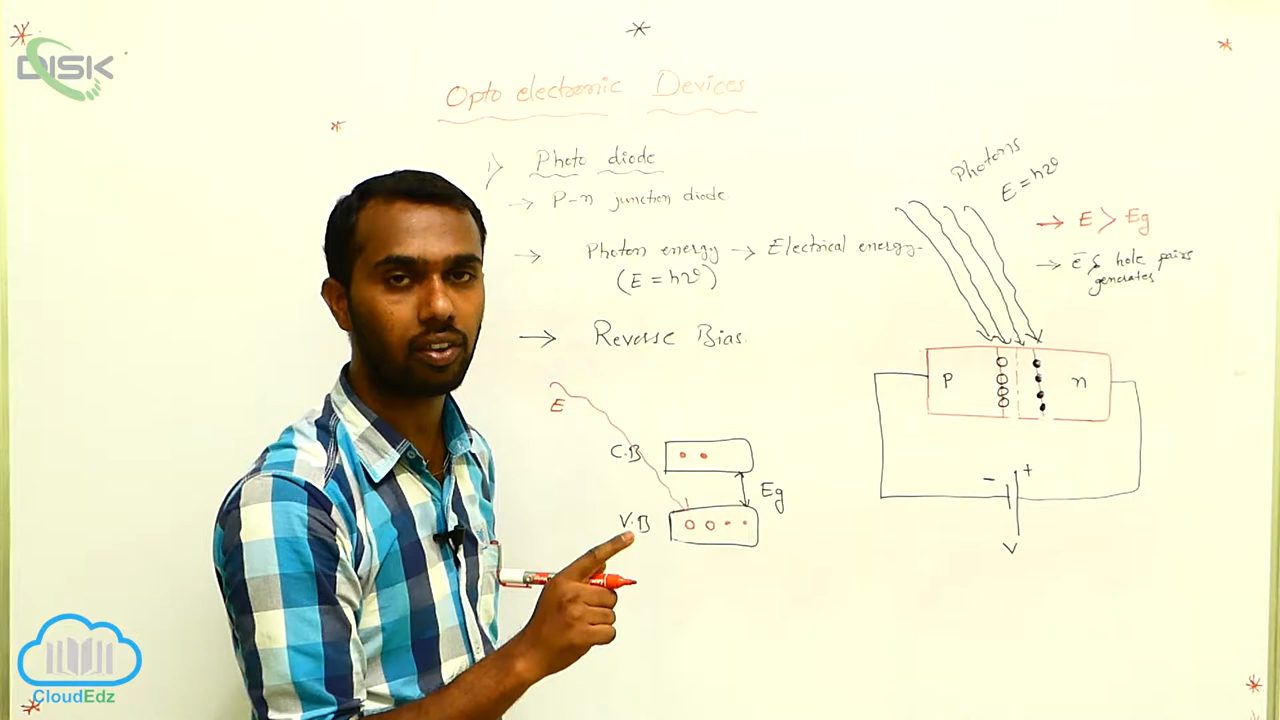 DISK
Opto electronic Devices
1) Photo diode
→ P-n junction diode.
→ Photon energy → Electrical energy.
(E = hν)
→ Reverse Bias.
E
C.B
Eg
V.B
Photons
E = hν
→ E > Eg
→ e̅ & hole pairs
generates
P n
- +
V
CloudEdz